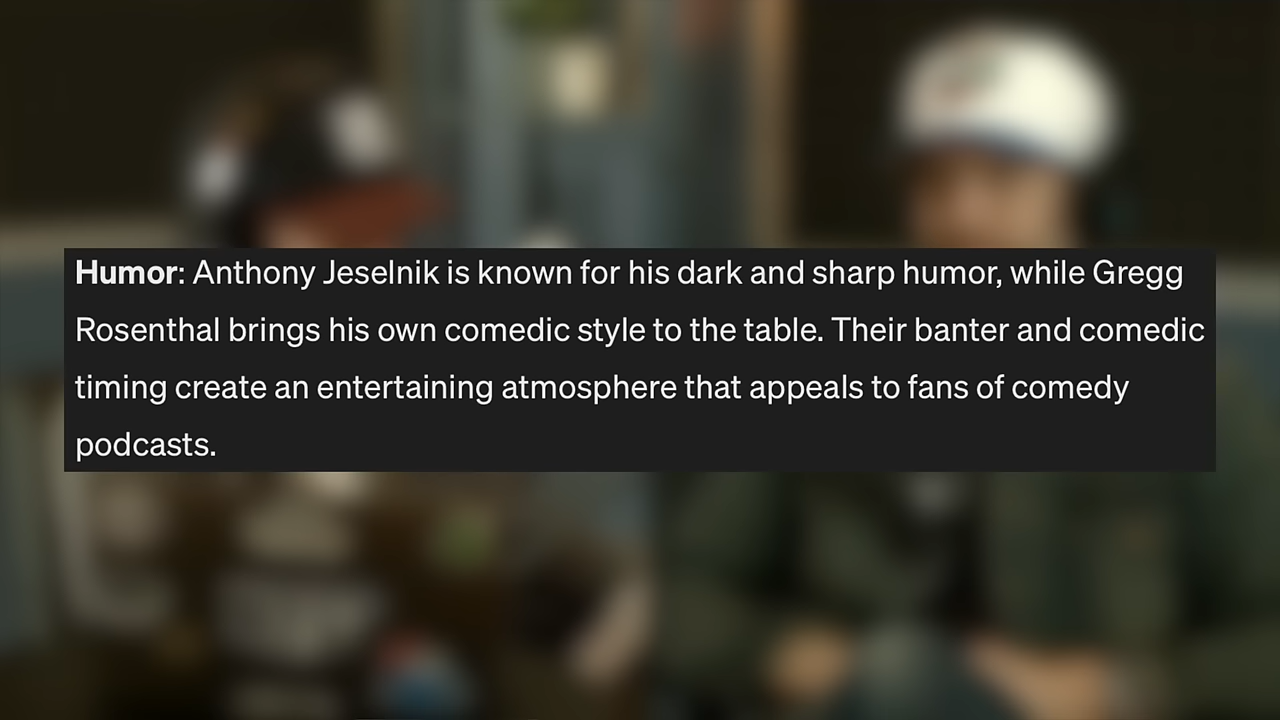 Humor: Anthony Jeselnik is known for his dark and sharp humor, while Gregg
Rosenthal brings his own comedic style to the table. Their banter and comedic
timing create an entertaining atmosphere that appeals to fans of comedy
podcasts.